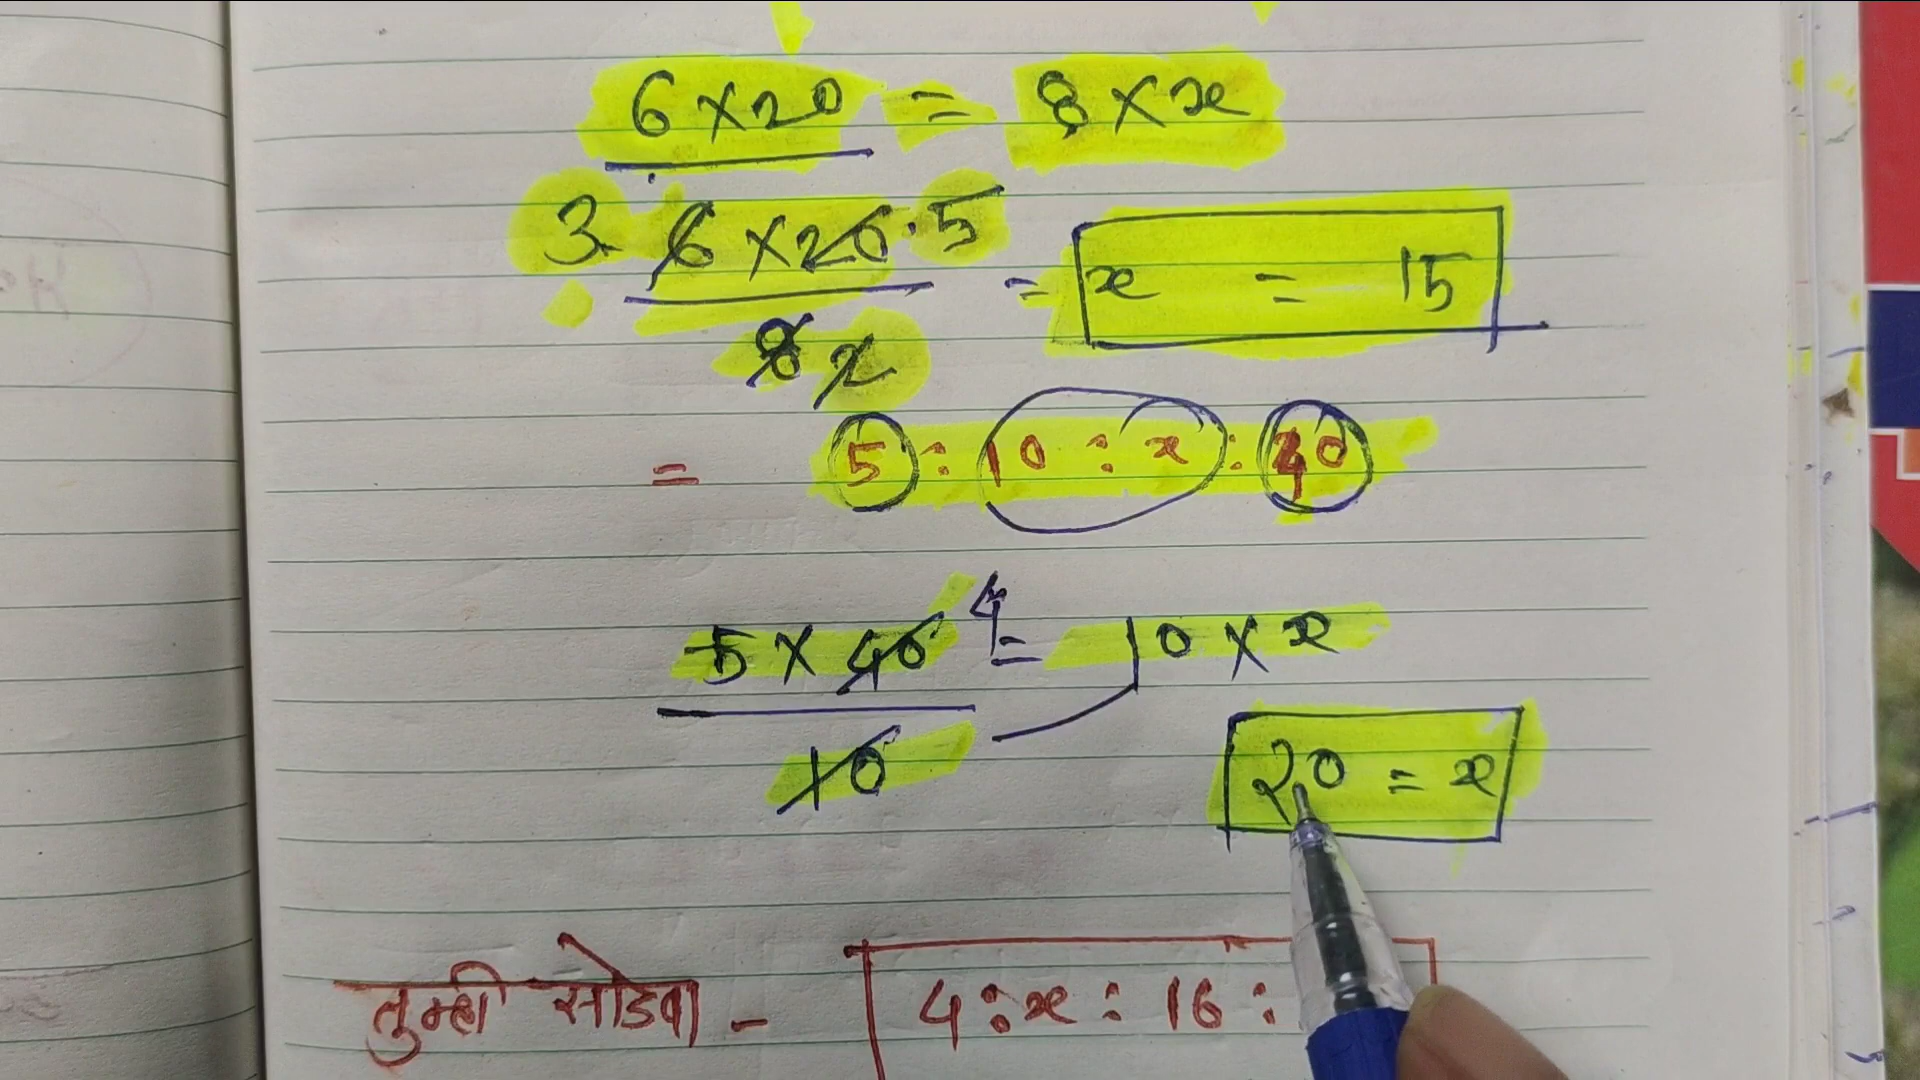 6 × 20 = 8 × x
3 6 × 20 5
8 2
= x = 15
= 5 : 10 : x : 40
5 × 40 4 = 10 × x
10
20 = x
तुम्ही सोडवा - 4 : x : 16 :